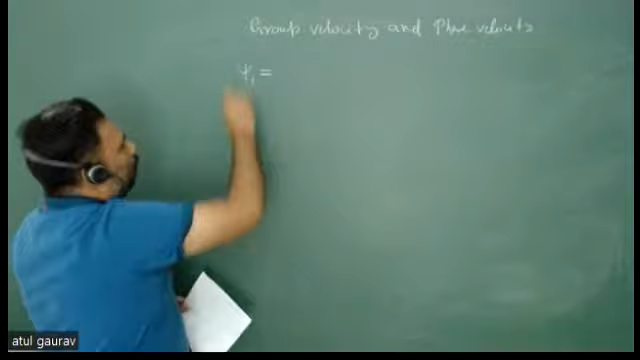 Group velocity and Phase velocity
Ψ₁ =
atul gaurav